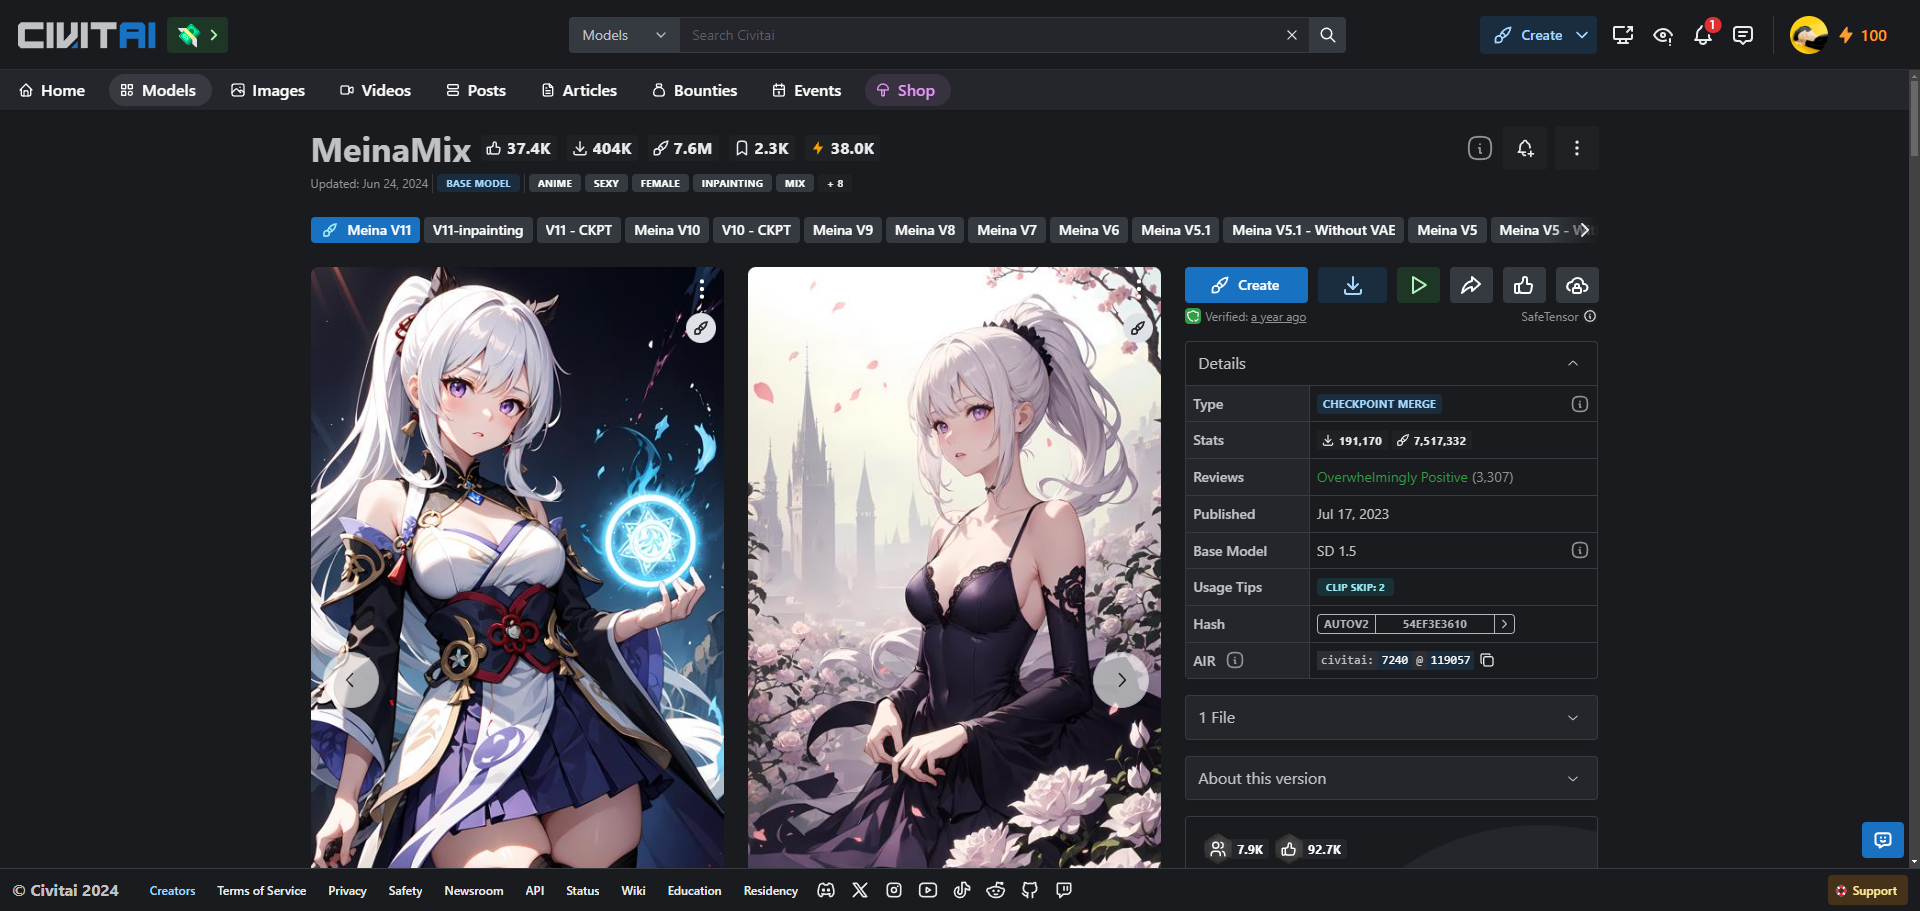 CIVITAI
Models
Search Civitai
Create
1
100
Home
Models
Images
Videos
Posts
Articles
Bounties
Events
Shop
MeinaMix
37.4K
404K
7.6M
2.3K
38.0K
Updated: Jun 24, 2024
BASE MODEL
ANIME
SEXY
FEMALE
INPAINTING
MIX
+ 8
Meina V11
V11-inpainting
V11 - CKPT
Meina V10
V10 - CKPT
Meina V9
Meina V8
Meina V7
Meina V6
Meina V5.1
Meina V5.1 - Without VAE
Meina V5
Meina V5 -
Create
Verified: a year ago
SafeTensor
Details
Type
CHECKPOINT MERGE
Stats
191,170
7,517,332
Reviews
Overwhelmingly Positive (3,307)
Published
Jul 17, 2023
Base Model
SD 1.5
Usage Tips
CLIP SKIP: 2
Hash
AUTOV2
54EF3E3610
AIR
civitai: 7240 @ 119057
1 File
About this version
7.9K
92.7K
© Civitai 2024
Creators
Terms of Service
Privacy
Safety
Newsroom
API
Status
Wiki
Education
Residency
Support